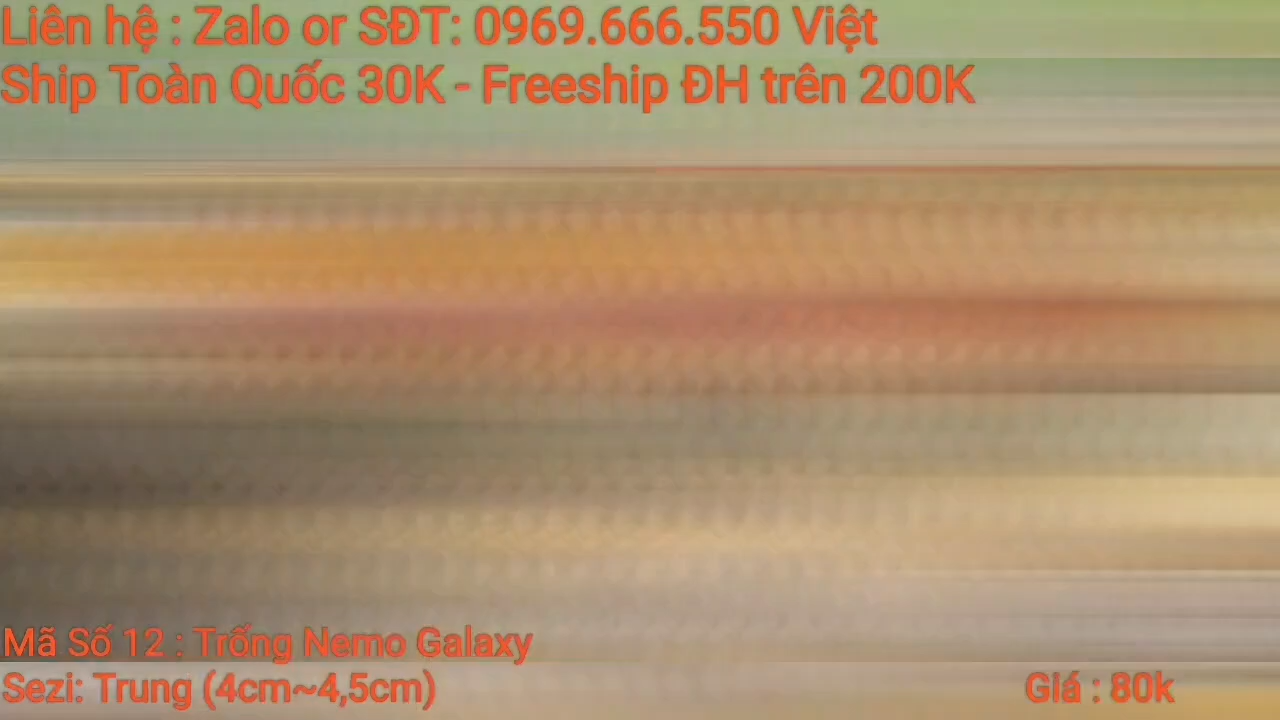 Liên hệ : Zalo or SĐT: 0969.666.550 Việt
Ship Toàn Quốc 30K - Freeship ĐH trên 200K
Mã Số 12 : Trống Nemo Galaxy
Sezi: Trung (4cm~4,5cm)
Giá : 80k